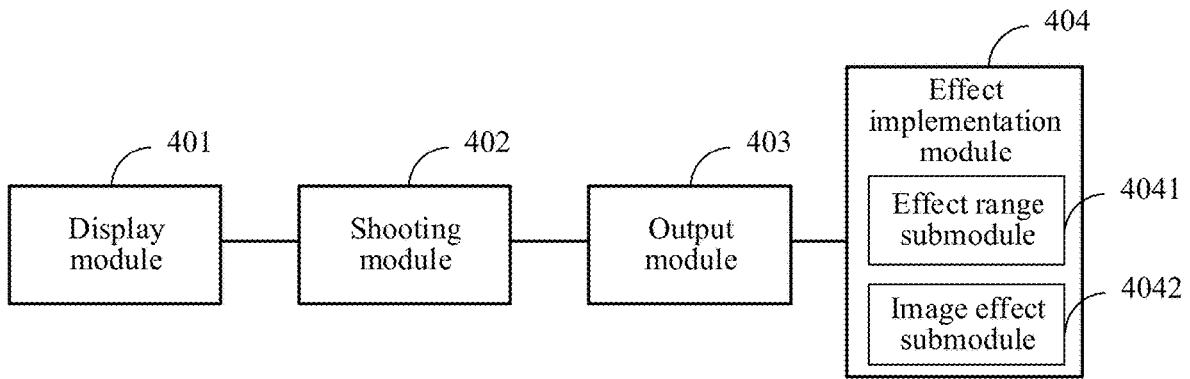 401
Display
module
402
Shooting
module
403
Output
module
404
Effect
implementation
module
Effect range
submodule
4041
Image effect
submodule
4042